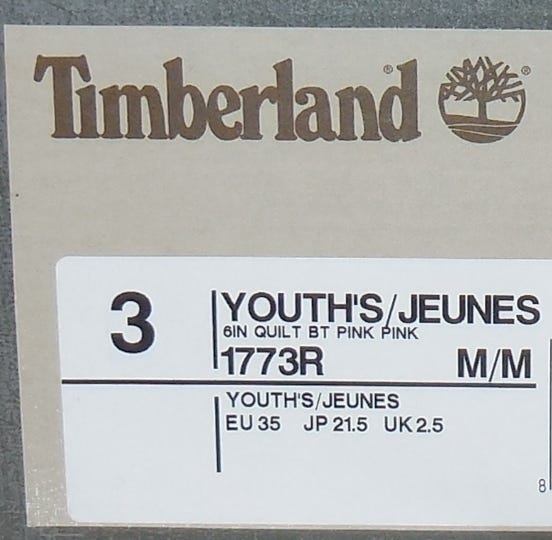 Timberland
3
YOUTH'S/JEUNES
6IN QUILT BT PINK PINK
1773R M/M
YOUTH'S/JEUNES
EU 35 JP 21.5 UK 2.5
8